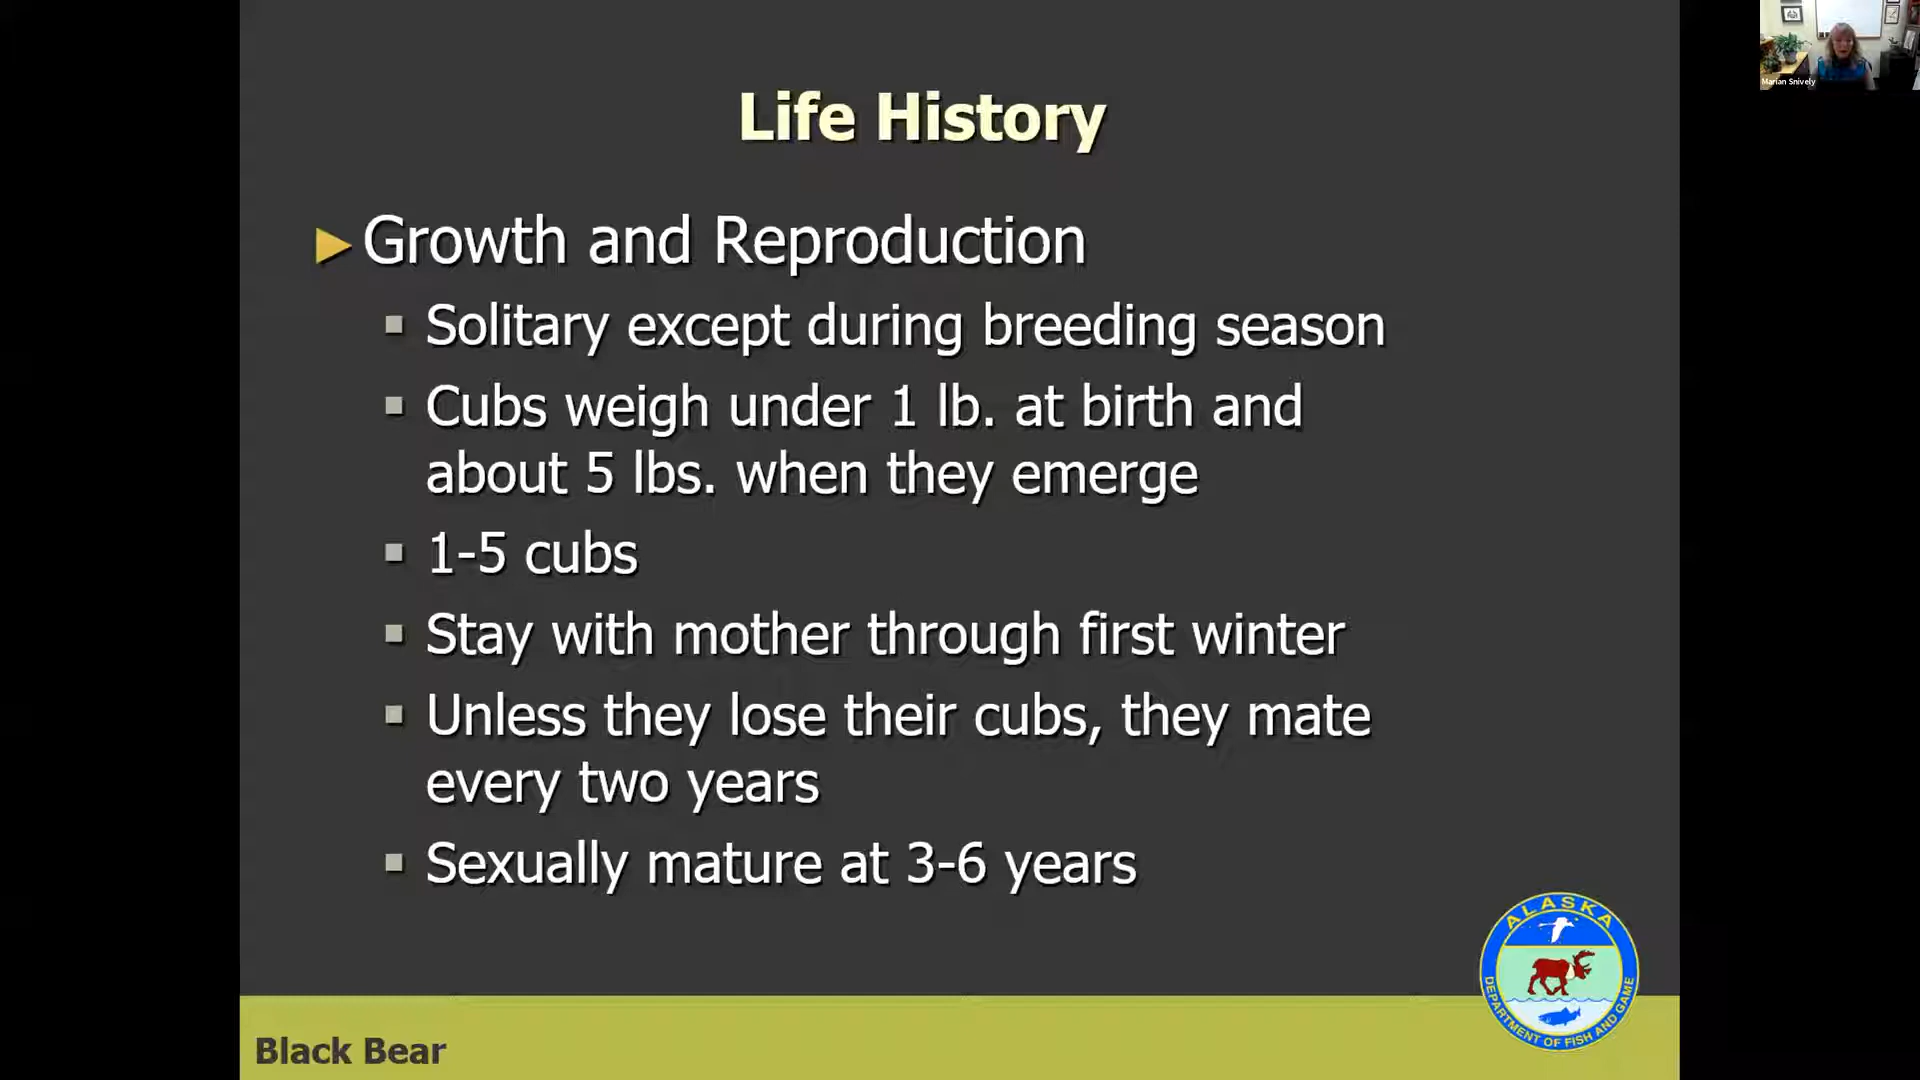 Life History
Marian Snively
Growth and Reproduction
Solitary except during breeding season
Cubs weigh under 1 lb. at birth and
about 5 lbs. when they emerge
1-5 cubs
Stay with mother through first winter
Unless they lose their cubs, they mate
every two years
Sexually mature at 3-6 years
ALASKA
DEPARTMENT OF FISH AND GAME
Black Bear